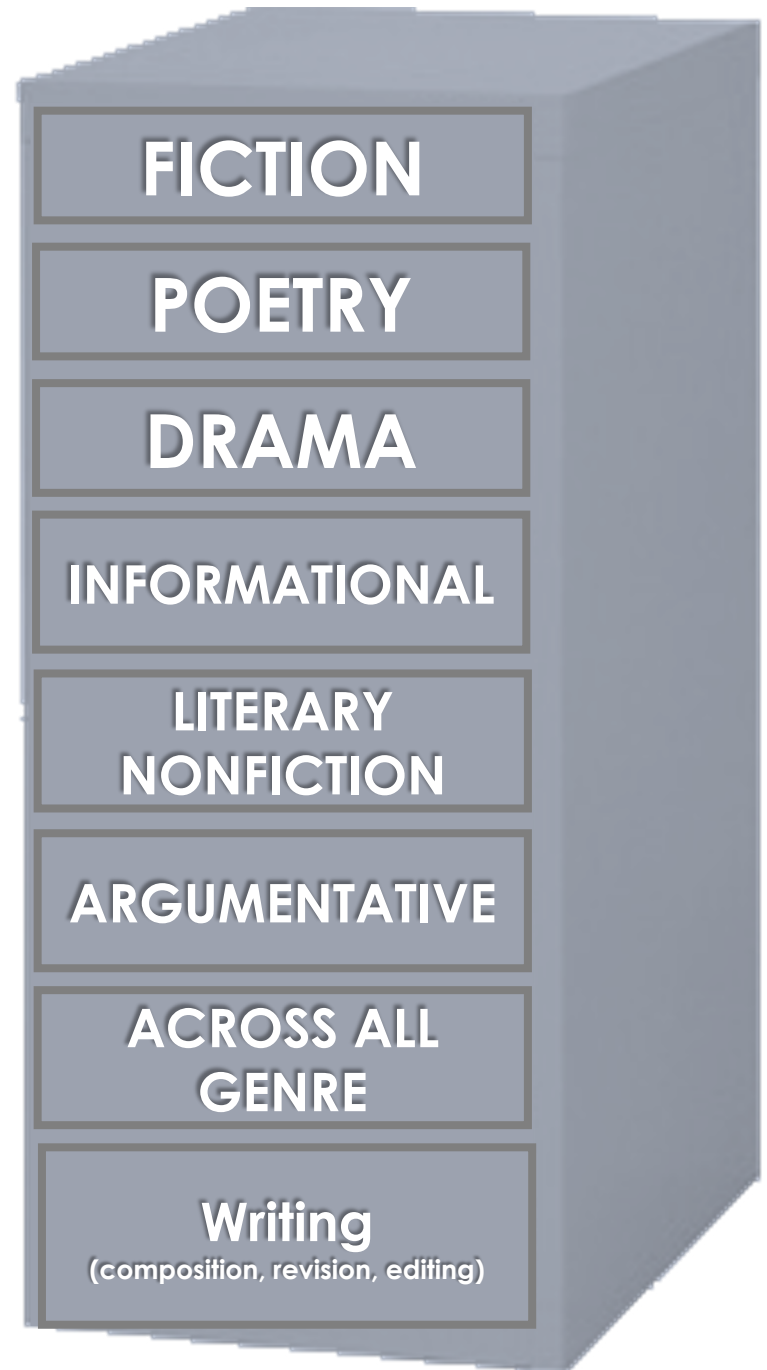 FICTION
POETRY
DRAMA
INFORMATIONAL
LITERARY
NONFICTION
ARGUMENTATIVE
ACROSS ALL
GENRE
Writing
(composition, revision, editing)